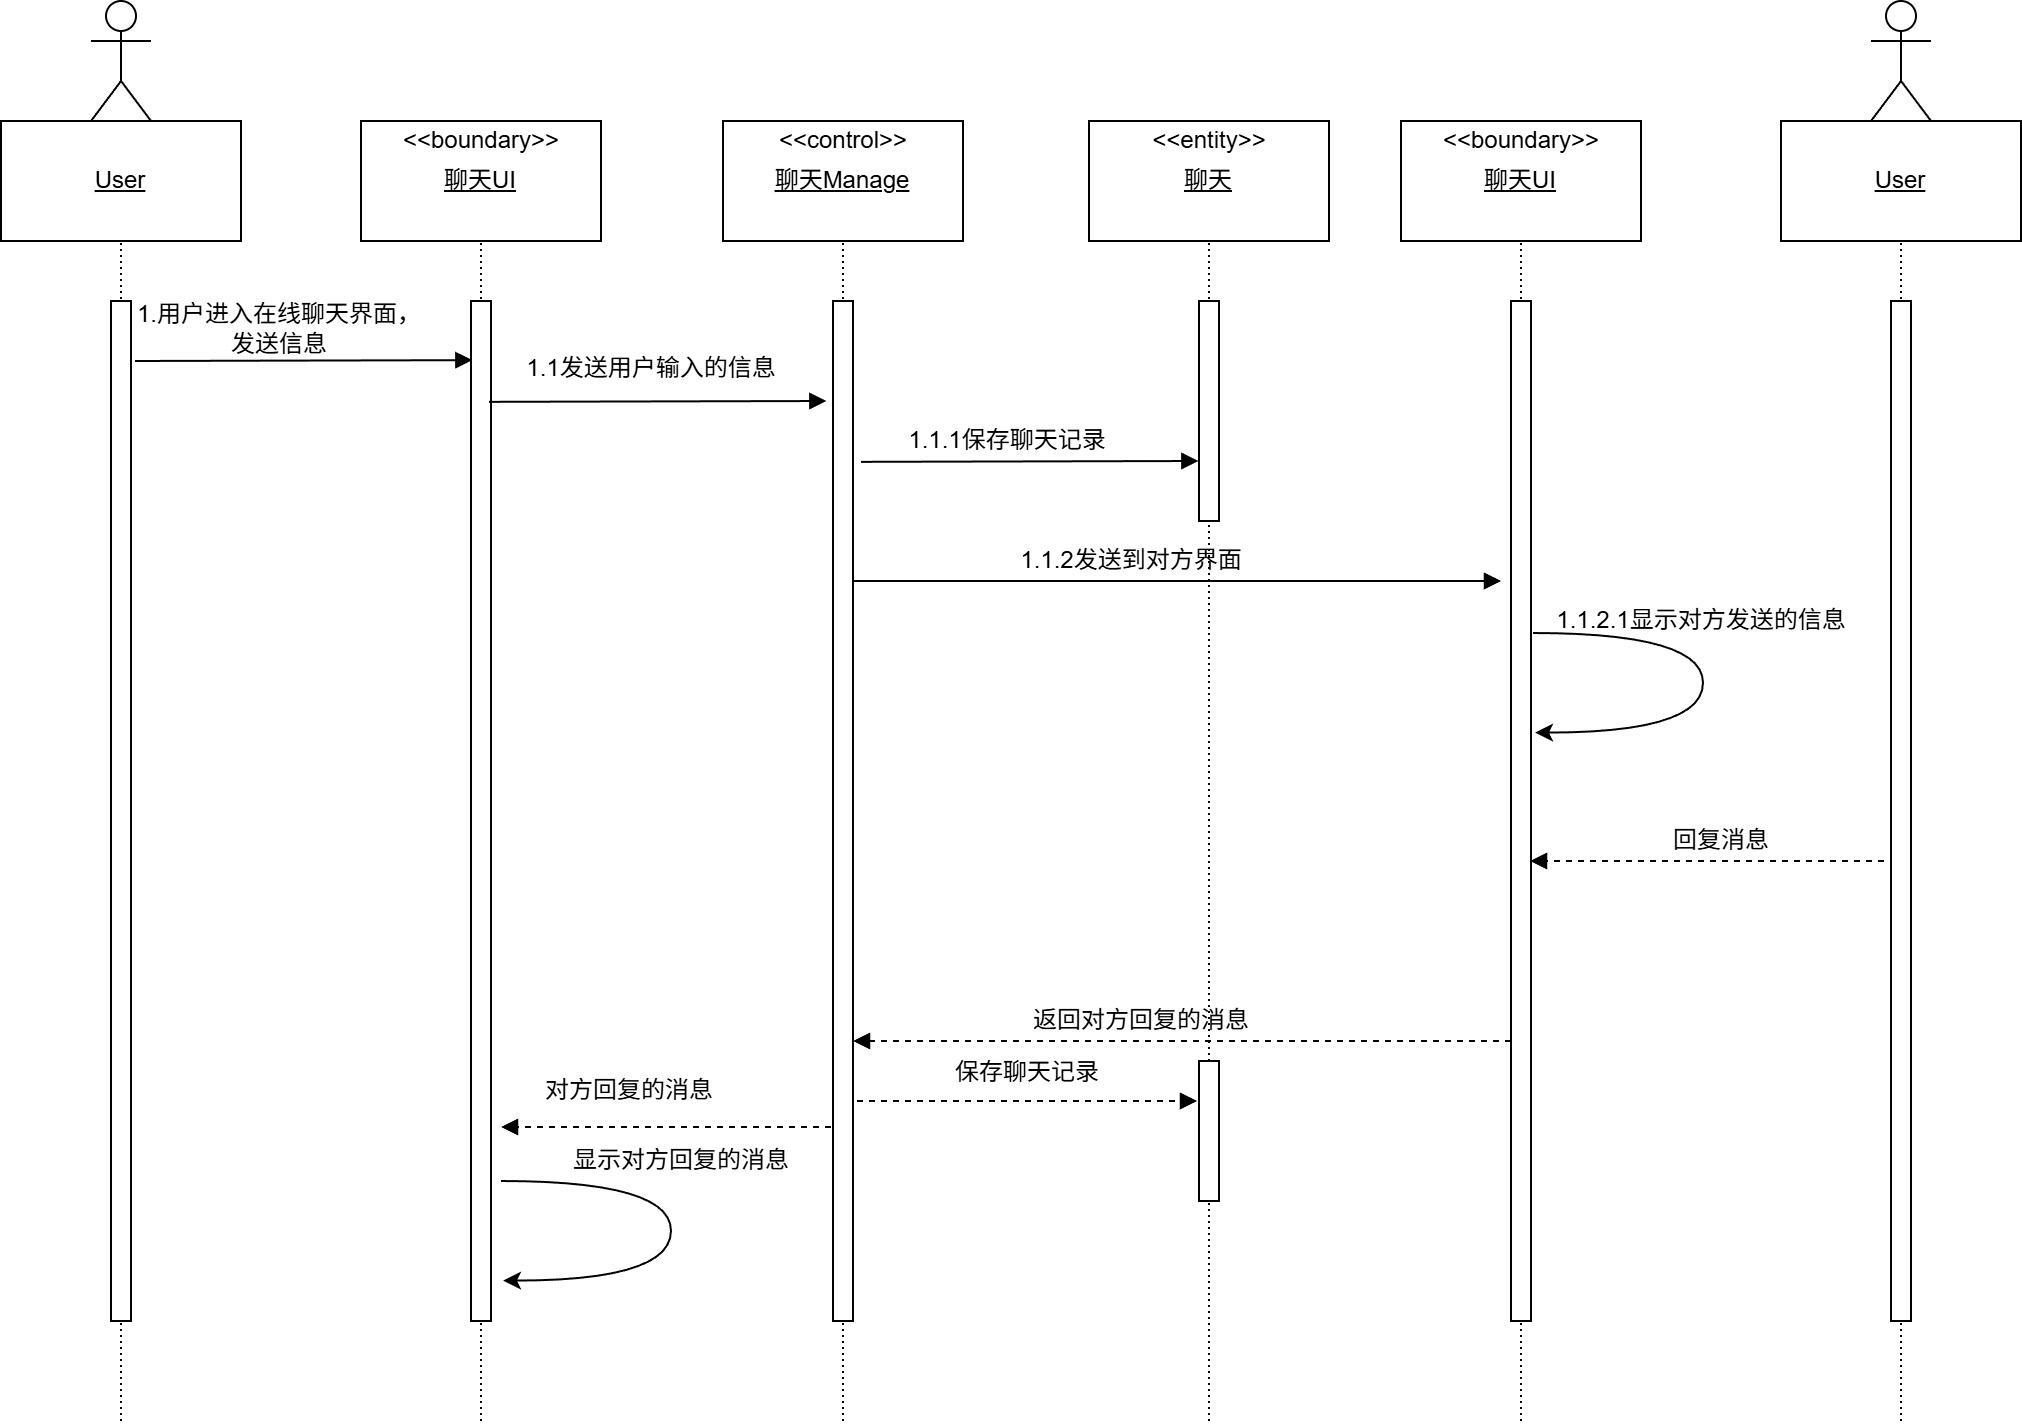 User
<<boundary>>
聊天UI
<<control>>
聊天Manage
<<entity>>
聊天
<<boundary>>
聊天UI
User
1.用户进入在线聊天界面，
发送信息
1.1发送用户输入的信息
1.1.1保存聊天记录
1.1.2发送到对方界面
1.1.2.1显示对方发送的信息
回复消息
返回对方回复的消息
保存聊天记录
对方回复的消息
显示对方回复的消息